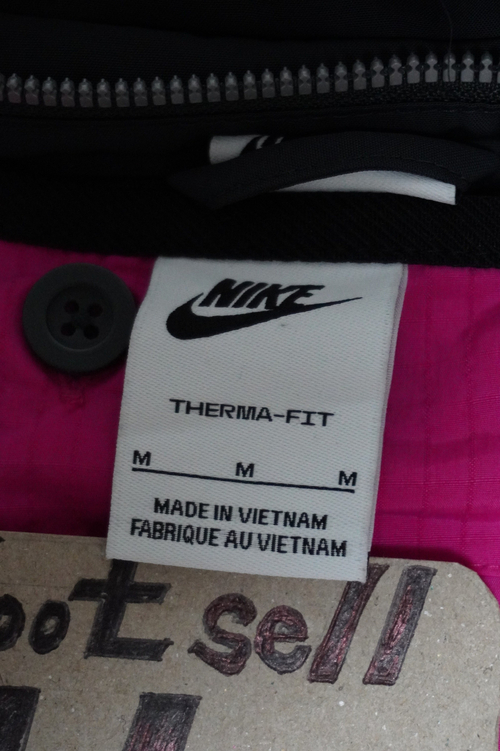 NIKE
THERMA-FIT
M M M
MADE IN VIETNAM
FABRIQUE AU VIETNAM
sell